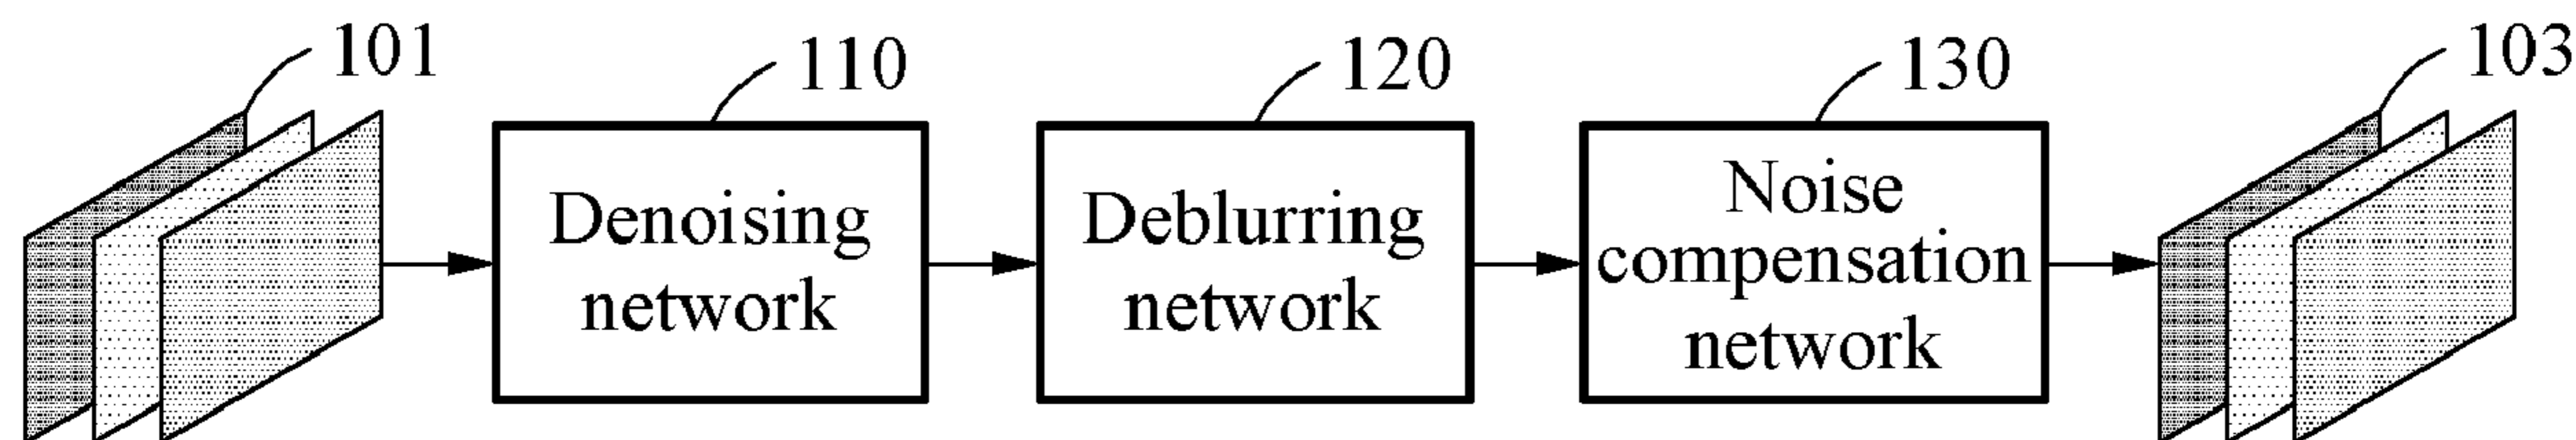 101
110
120
130
103
Denoising
network
Deblurring
network
Noise
compensation
network